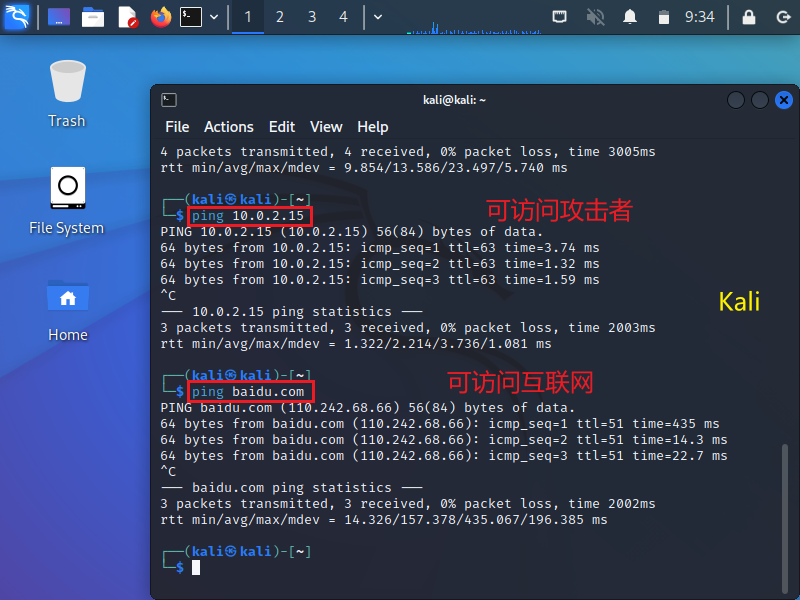 1 2 3 4 9:34
Trash
File System
Home
kali@kali: ~
File Actions Edit View Help
4 packets transmitted, 4 received, 0% packet loss, time 3005ms
rtt min/avg/max/mdev = 9.854/13.586/23.497/5.740 ms
┌──(kali㉿kali)-[~]
└─$ ping 10.0.2.15
可访问攻击者
PING 10.0.2.15 (10.0.2.15) 56(84) bytes of data.
64 bytes from 10.0.2.15: icmp_seq=1 ttl=63 time=3.74 ms
64 bytes from 10.0.2.15: icmp_seq=2 ttl=63 time=1.32 ms
64 bytes from 10.0.2.15: icmp_seq=3 ttl=63 time=1.59 ms
^C
Kali
--- 10.0.2.15 ping statistics ---
3 packets transmitted, 3 received, 0% packet loss, time 2003ms
rtt min/avg/max/mdev = 1.322/2.214/3.736/1.081 ms
┌──(kali㉿kali)-[~]
└─$ ping baidu.com
可访问互联网
PING baidu.com (110.242.68.66) 56(84) bytes of data.
64 bytes from baidu.com (110.242.68.66): icmp_seq=1 ttl=51 time=435 ms
64 bytes from baidu.com (110.242.68.66): icmp_seq=2 ttl=51 time=14.3 ms
64 bytes from baidu.com (110.242.68.66): icmp_seq=3 ttl=51 time=22.7 ms
^C
--- baidu.com ping statistics ---
3 packets transmitted, 3 received, 0% packet loss, time 2002ms
rtt min/avg/max/mdev = 14.326/157.378/435.067/196.385 ms
┌──(kali㉿kali)-[~]
└─$